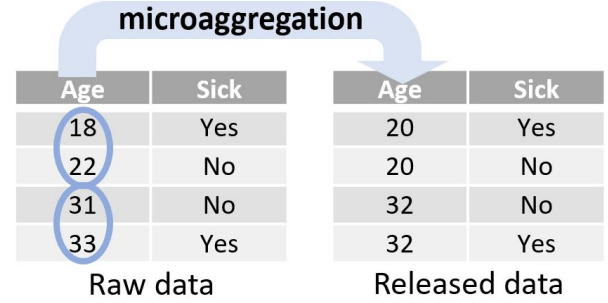 microaggregation
Age Sick Age Sick
18 Yes 20 Yes
22 No 20 No
31 No 32 No
33 Yes 32 Yes
Raw data Released data